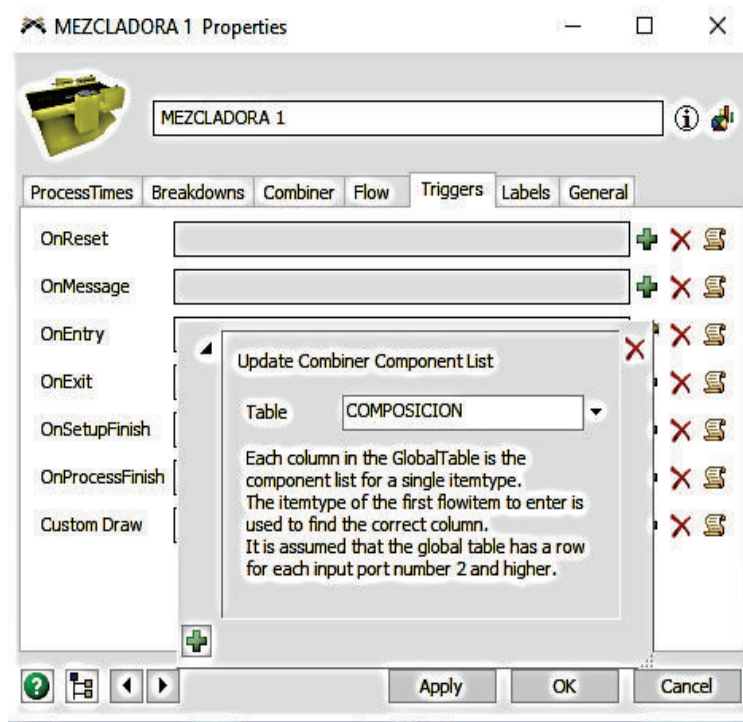 MEZCLADORA 1 Properties
MEZCLADORA 1
ProcessTimes Breakdowns Combiner Flow Triggers Labels General
OnReset
OnMessage
OnEntry
Update Combiner Component List
OnExit
Table COMPOSICION
OnSetupFinish
Each column in the GlobalTable is the
component list for a single itemtype.
OnProcessFinish
The itemtype of the first flowitem to enter is
used to find the correct column.
Custom Draw
It is assumed that the global table has a row
for each input port number 2 and higher.
Apply OK Cancel